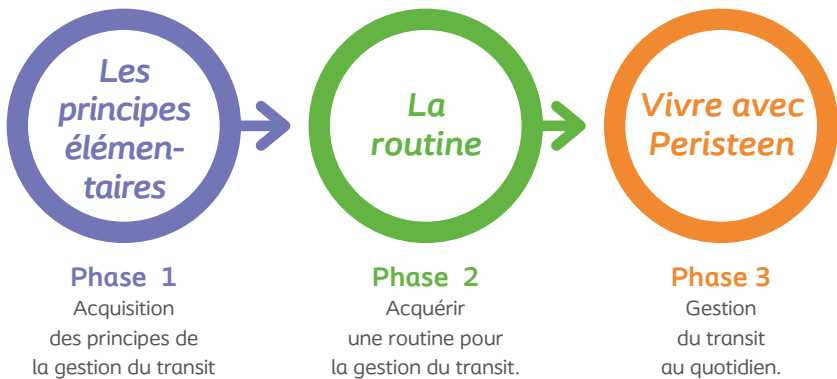 Les
principes
élémen-
taires
La
routine
Vivre avec
Peristeen
Phase 1
Acquisition
des principes de
la gestion du transit
Phase 2
Acquérir
une routine pour
la gestion du transit.
Phase 3
Gestion
du transit
au quotidien.